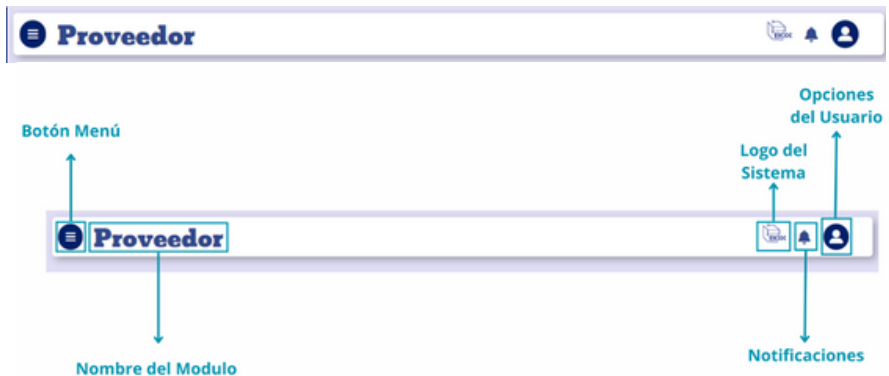 Proveedor
Opciones
del Usuario
Botón Menú
Logo del
Sistema
Proveedor
Notificaciones
Nombre del Modulo